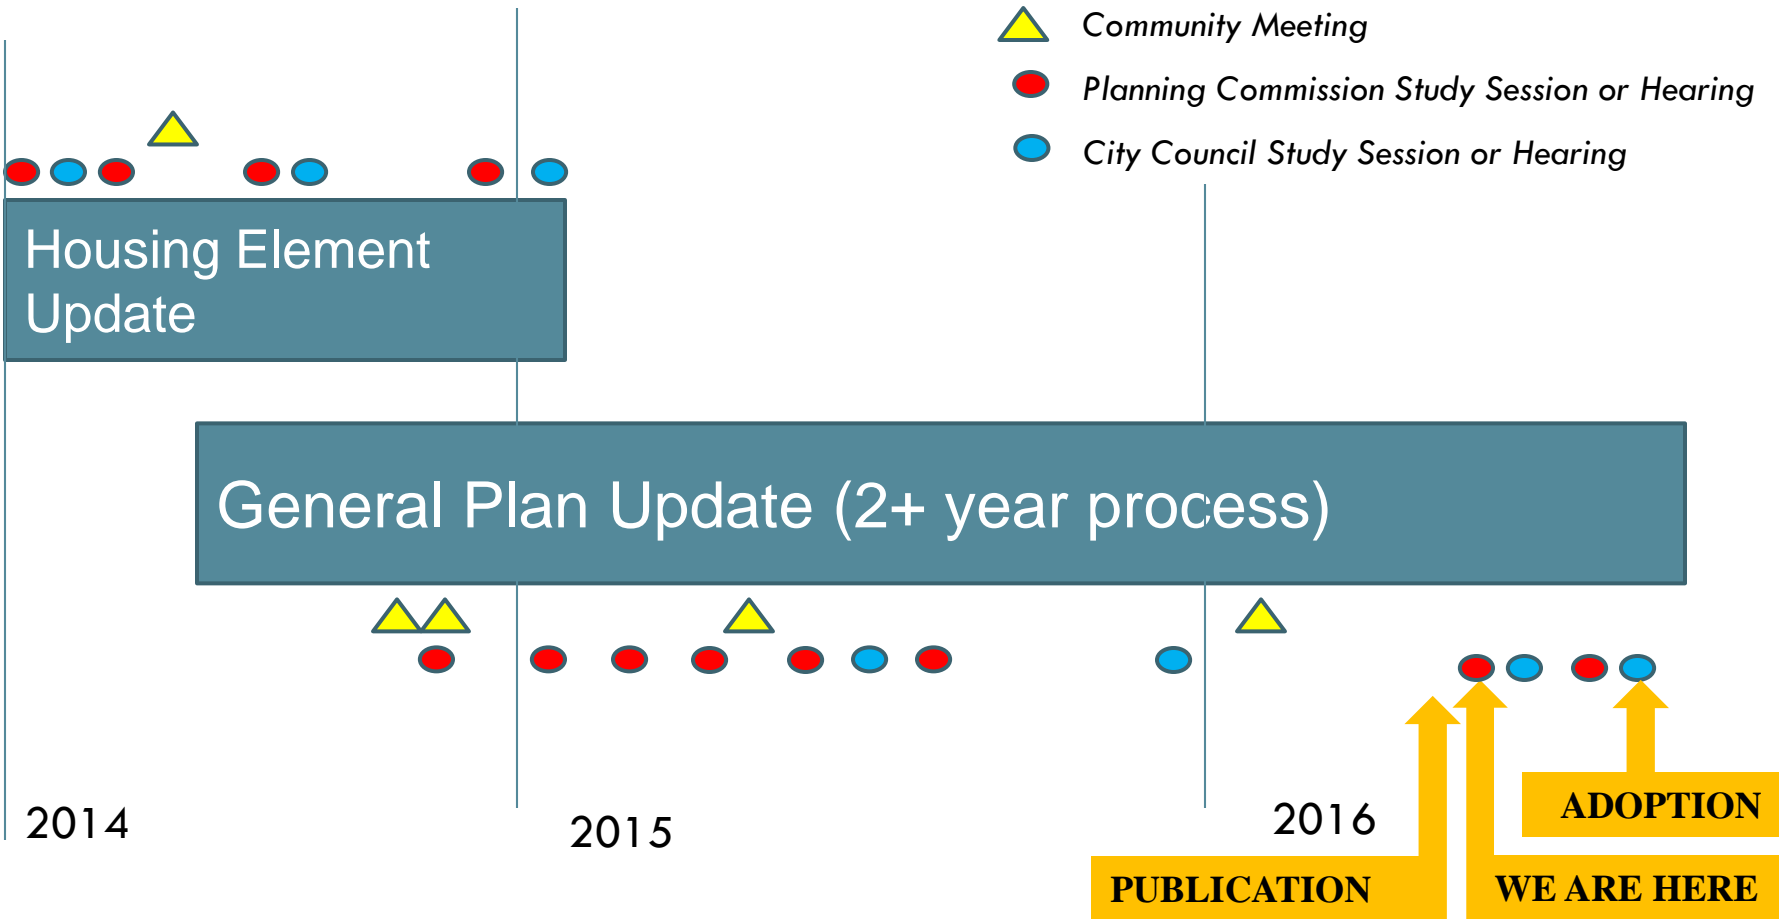 Community Meeting
Planning Commission Study Session or Hearing
City Council Study Session or Hearing
Housing Element
Update
General Plan Update (2+ year process)
2014
2015
2016
ADOPTION
PUBLICATION
WE ARE HERE